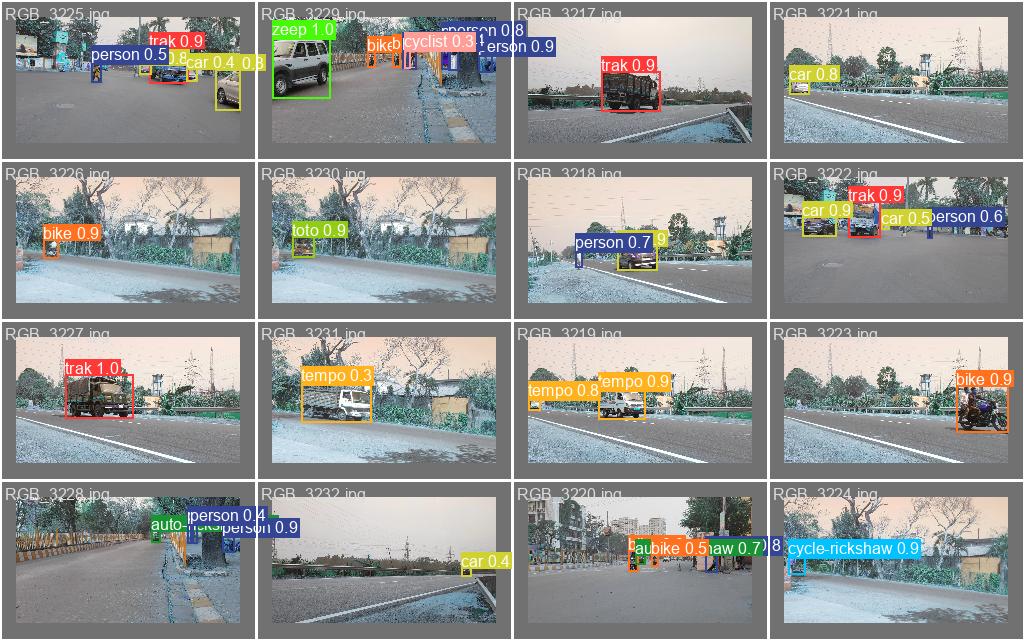 RGB_3225.jpg
person 0.5
trak 0.9
0.8
car 0.4
0.8
RGB_3229.jpg
zeep 1.0
bike
cyclist 0.3
person 0.8
person 0.9
RGB_3217.jpg
trak 0.9
RGB_3221.jpg
car 0.8
RGB_3226.jpg
bike 0.9
RGB_3230.jpg
toto 0.9
RGB_3218.jpg
person 0.7
RGB_3222.jpg
car 0.9
trak 0.9
car 0.5
person 0.6
RGB_3227.jpg
trak 1.0
RGB_3231.jpg
tempo 0.3
RGB_3219.jpg
tempo 0.8
tempo 0.9
RGB_3223.jpg
bike 0.9
RGB_3228.jpg
auto-
person 0.4
person 0.9
RGB_3232.jpg
car 0.4
RGB_3220.jpg
au
bike 0.5
haw 0.7
0.8
RGB_3224.jpg
cycle-rickshaw 0.9